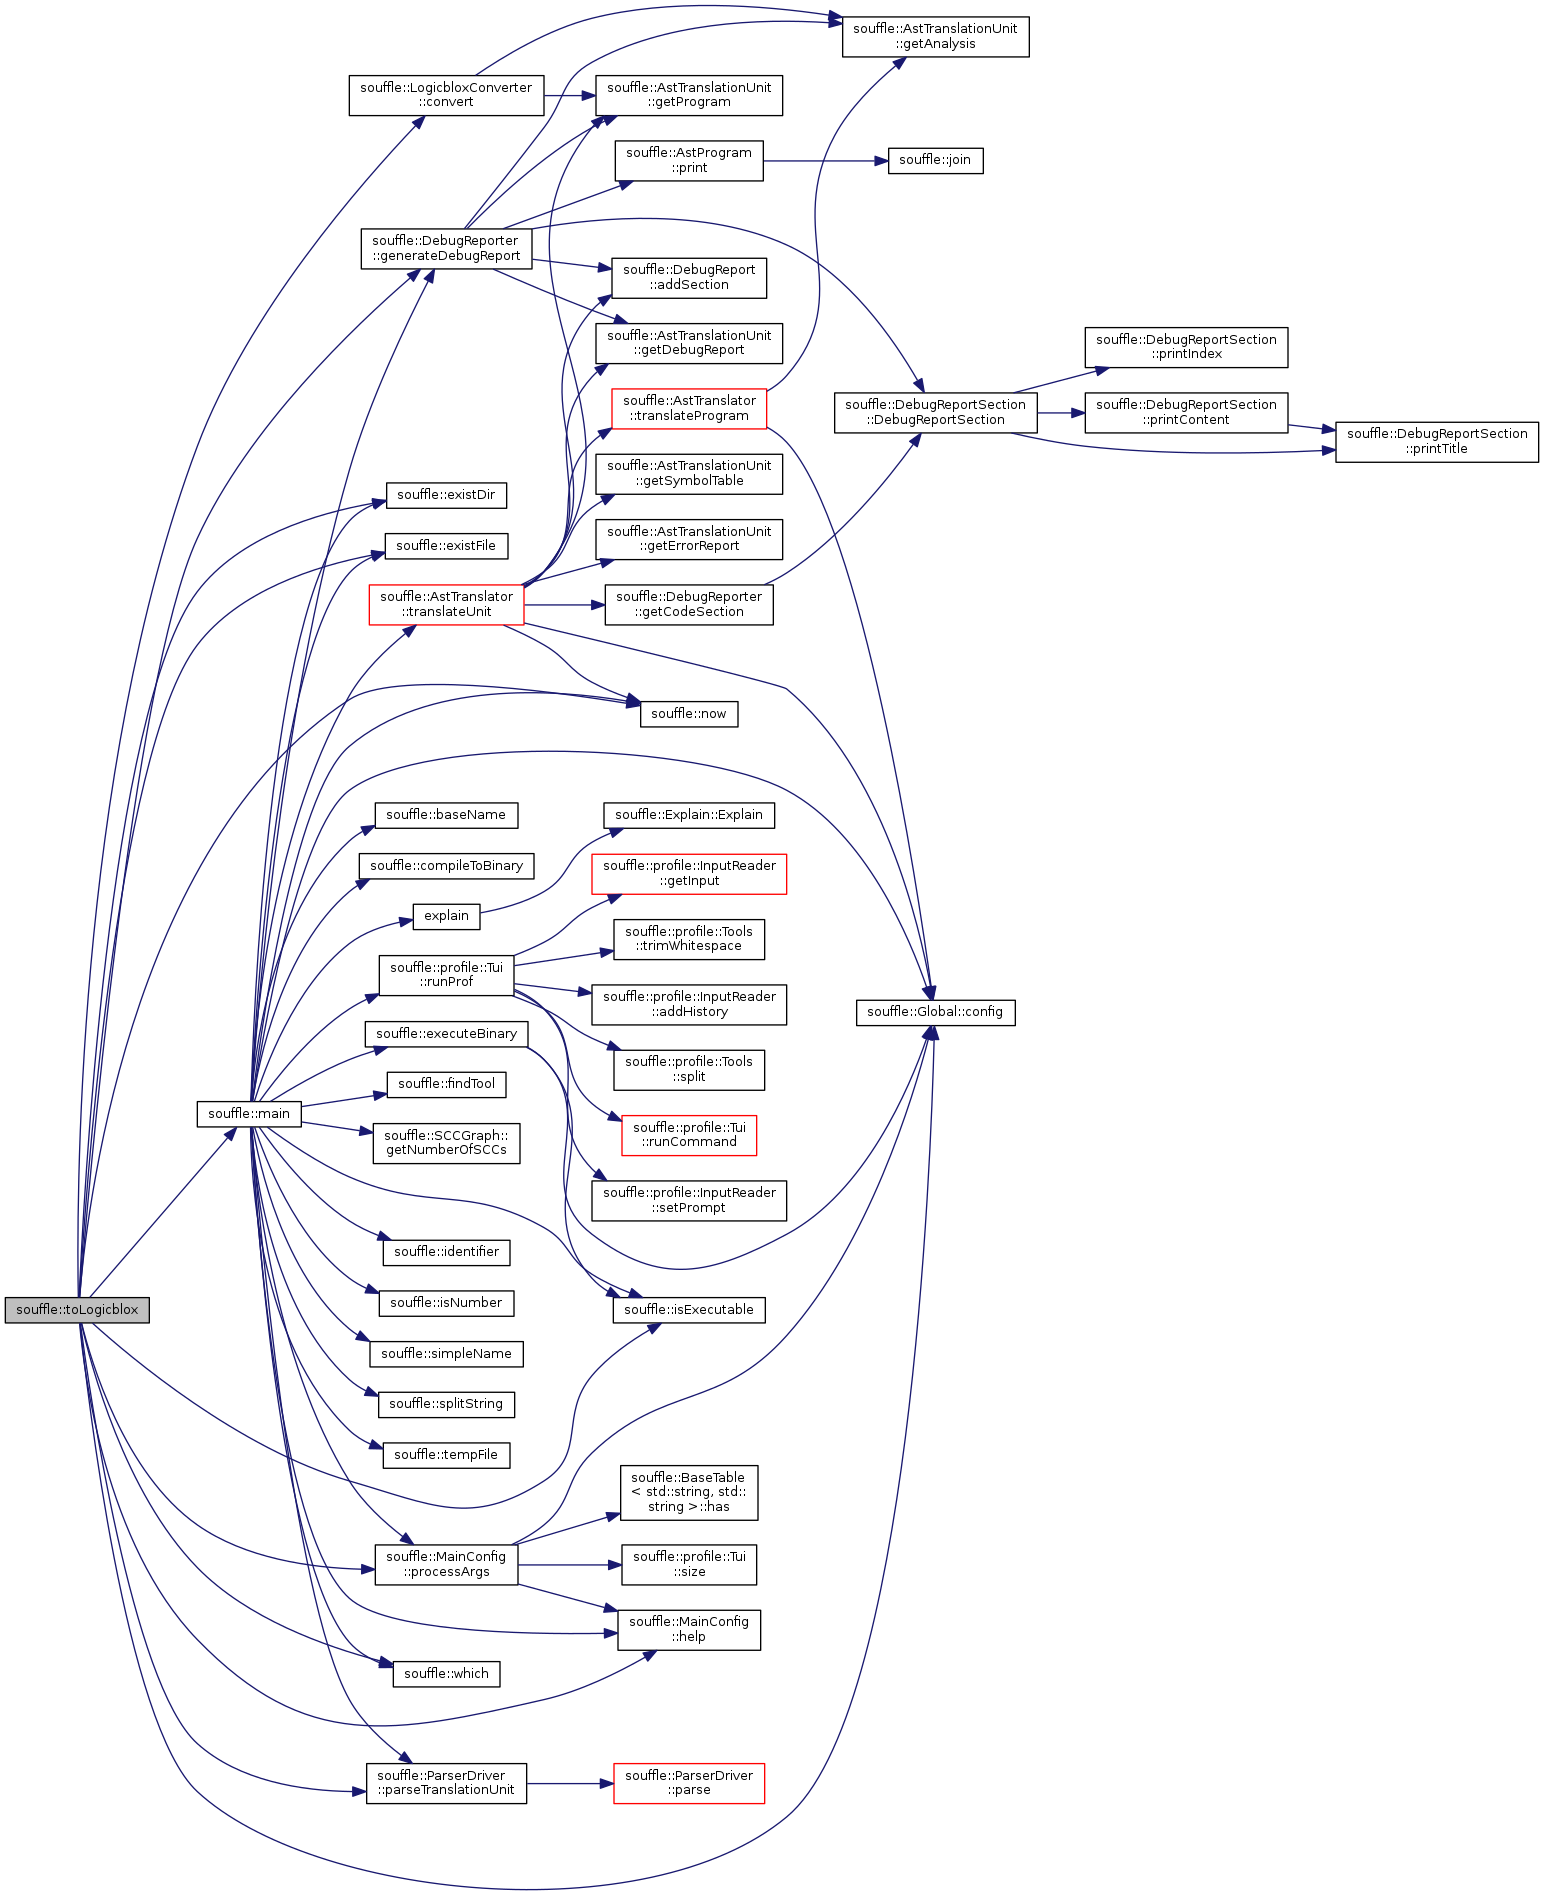 souffle::AstTranslationUnit
::getAnalysis
souffle::LogicbloxConverter
::convert
souffle::AstTranslationUnit
::getProgram
souffle::AstProgram
::print
souffle::join
souffle::DebugReporter
::generateDebugReport
souffle::DebugReport
::addSection
souffle::AstTranslationUnit
::getDebugReport
souffle::DebugReportSection
::printIndex
souffle::AstTranslator
::translateProgram
souffle::DebugReportSection
::DebugReportSection
souffle::DebugReportSection
::printContent
souffle::DebugReportSection
::printTitle
souffle::AstTranslationUnit
::getSymbolTable
souffle::existDir
souffle::existFile
souffle::AstTranslationUnit
::getErrorReport
souffle::AstTranslator
::translateUnit
souffle::DebugReporter
::getCodeSection
souffle::now
souffle::baseName
souffle::Explain::Explain
souffle::compileToBinary
souffle::profile::InputReader
::getInput
explain
souffle::profile::Tools
::trimWhitespace
souffle::profile::Tui
::runProf
souffle::profile::InputReader
::addHistory
souffle::Global::config
souffle::executeBinary
souffle::profile::Tools
::split
souffle::findTool
souffle::main
souffle::SCCGraph::
getNumberOfSCCs
souffle::profile::Tui
::runCommand
souffle::profile::InputReader
::setPrompt
souffle::identifier
souffle::isNumber
souffle::toLogicblox
souffle::isExecutable
souffle::simpleName
souffle::splitString
souffle::tempFile
souffle::BaseTable
< std::string, std::
string >::has
souffle::MainConfig
::processArgs
souffle::profile::Tui
::size
souffle::MainConfig
::help
souffle::which
souffle::ParserDriver
::parseTranslationUnit
souffle::ParserDriver
::parse